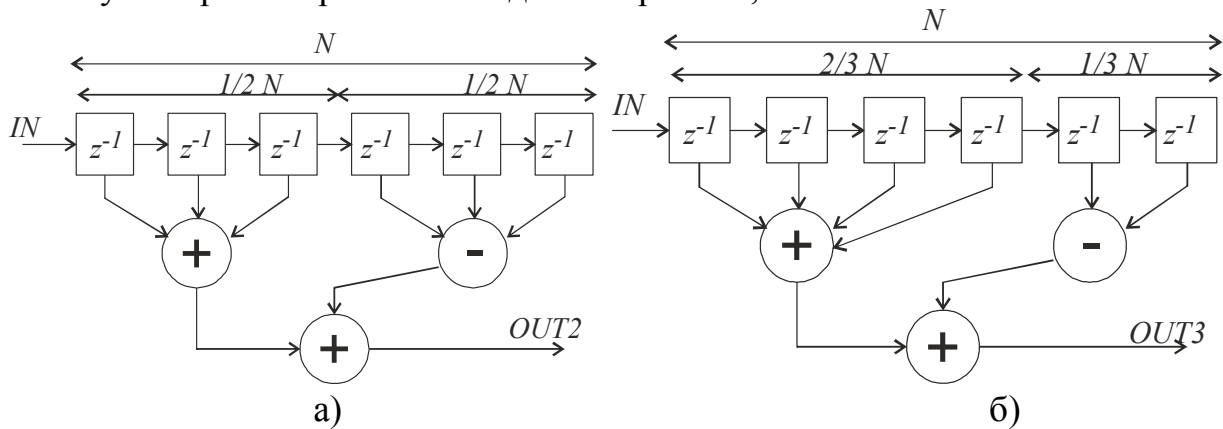 N
1/2 N 1/2 N
IN
z-1 z-1 z-1 z-1 z-1 z-1
+ -
+
OUT2
а)
N
2/3 N 1/3 N
IN
z-1 z-1 z-1 z-1 z-1 z-1
+ -
+
OUT3
б)